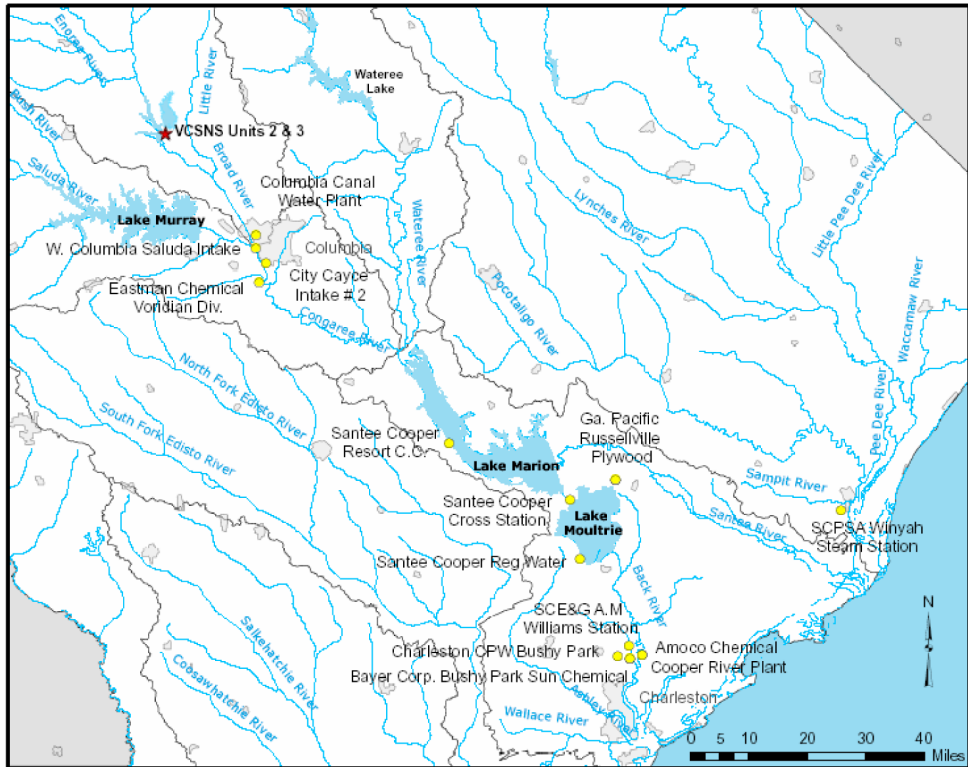 Enoree River
Little River
Wateree
Lake
Bush River
VCSNS Units 2 & 3
Saluda River
Broad River
Columbia Canal
Water Plant
Lake Murray
W. Columbia Saluda Intake
Columbia
Wateree River
Lynches River
Little Pee Dee River
City Cayce
Intake # 2
Eastman Chemical
Voridian Div.
Congaree River
Pocotaligo River
Waccamaw River
Pee Dee River
North Fork Edisto River
South Fork Edisto River
Santee Cooper
Resort C.C.
Lake Marion
Ga. Pacific
Russellville
Plywood
Sampit River
Santee Cooper
Cross Station
Lake
Moultrie
Santee River
SCPSA Winyah
Steam Station
Santee Cooper Reg Water
Back River
SCE&G A.M
Williams Station
Charleston CPW Bushy Park
Amoco Chemical
Cooper River Plant
Bayer Corp. Bushy Park Sun Chemical
Salkehatchie River
Coosawhatchie River
Charleston
Ashley River
Wallace River
N
0 5 10 20 30 40
Miles